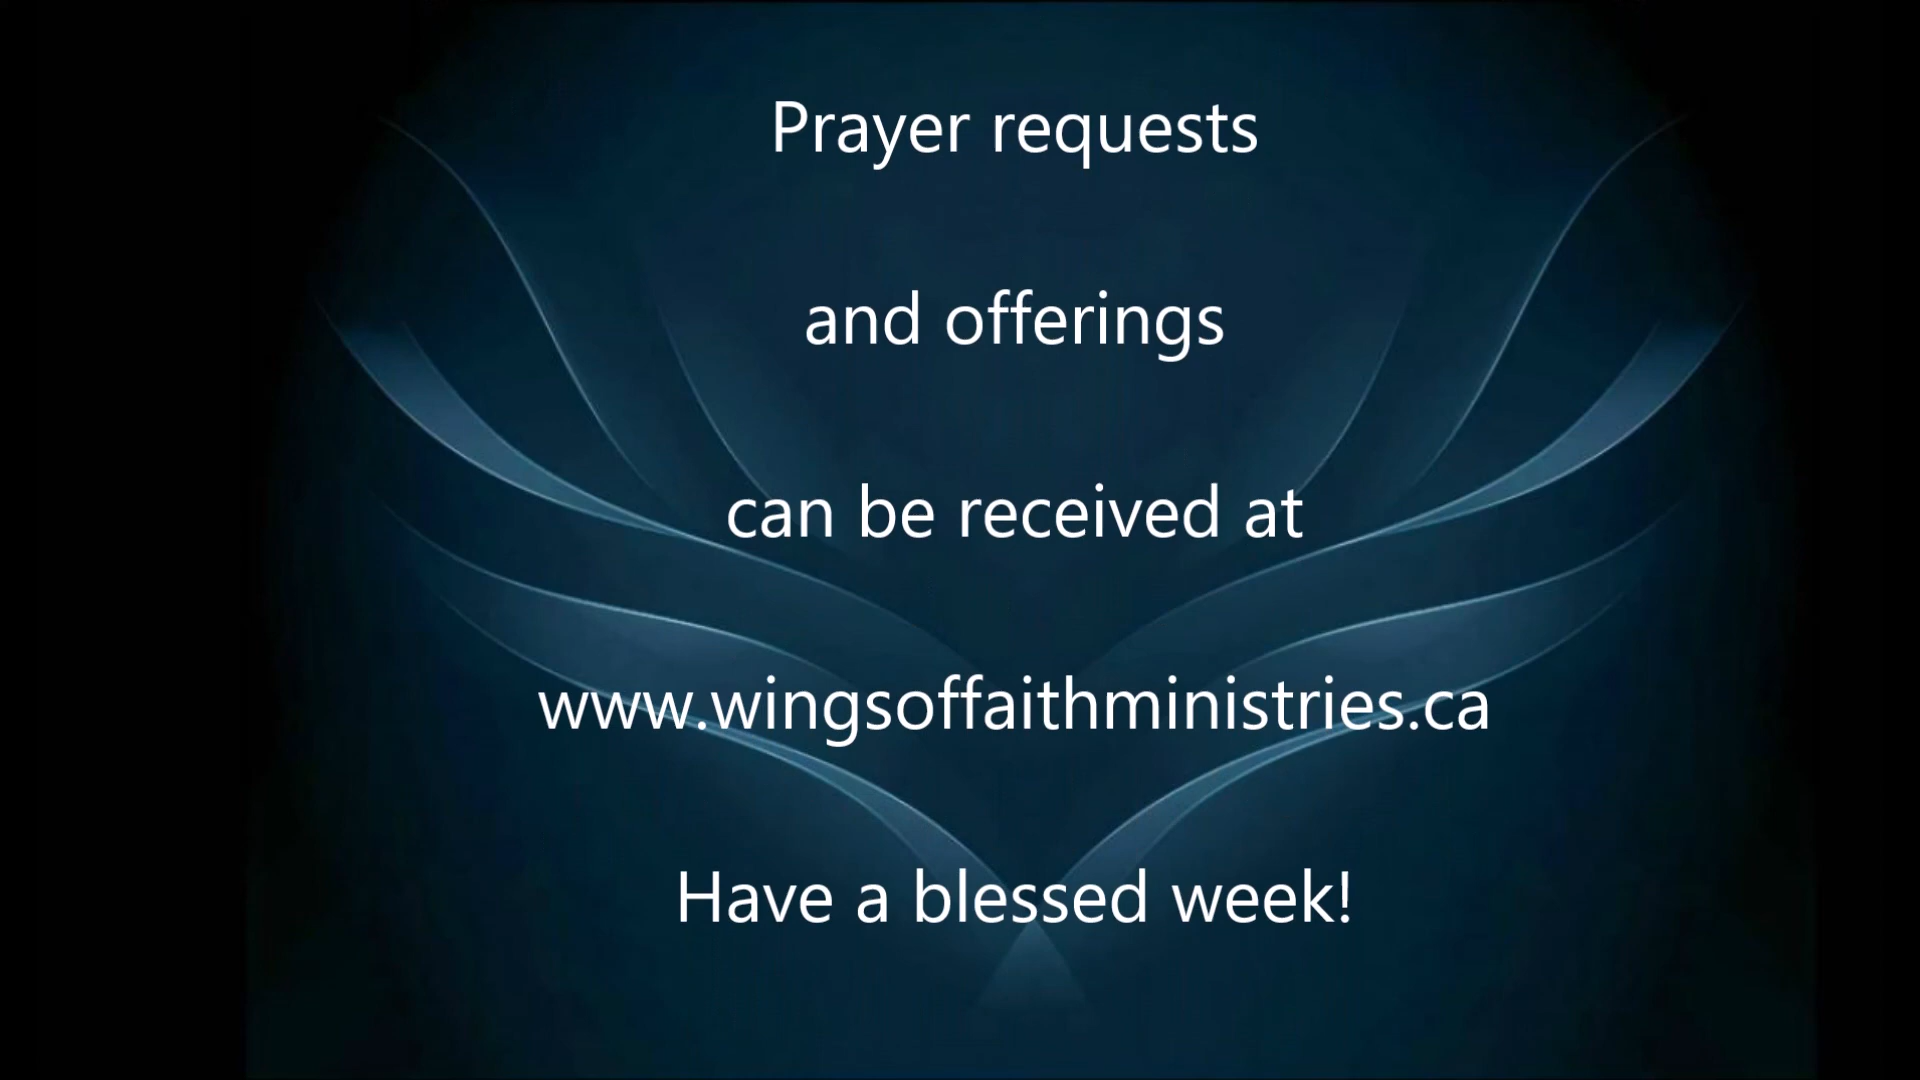 Prayer requests
and offerings
can be received at
www.wingsoffaithministries.ca
Have a blessed week!